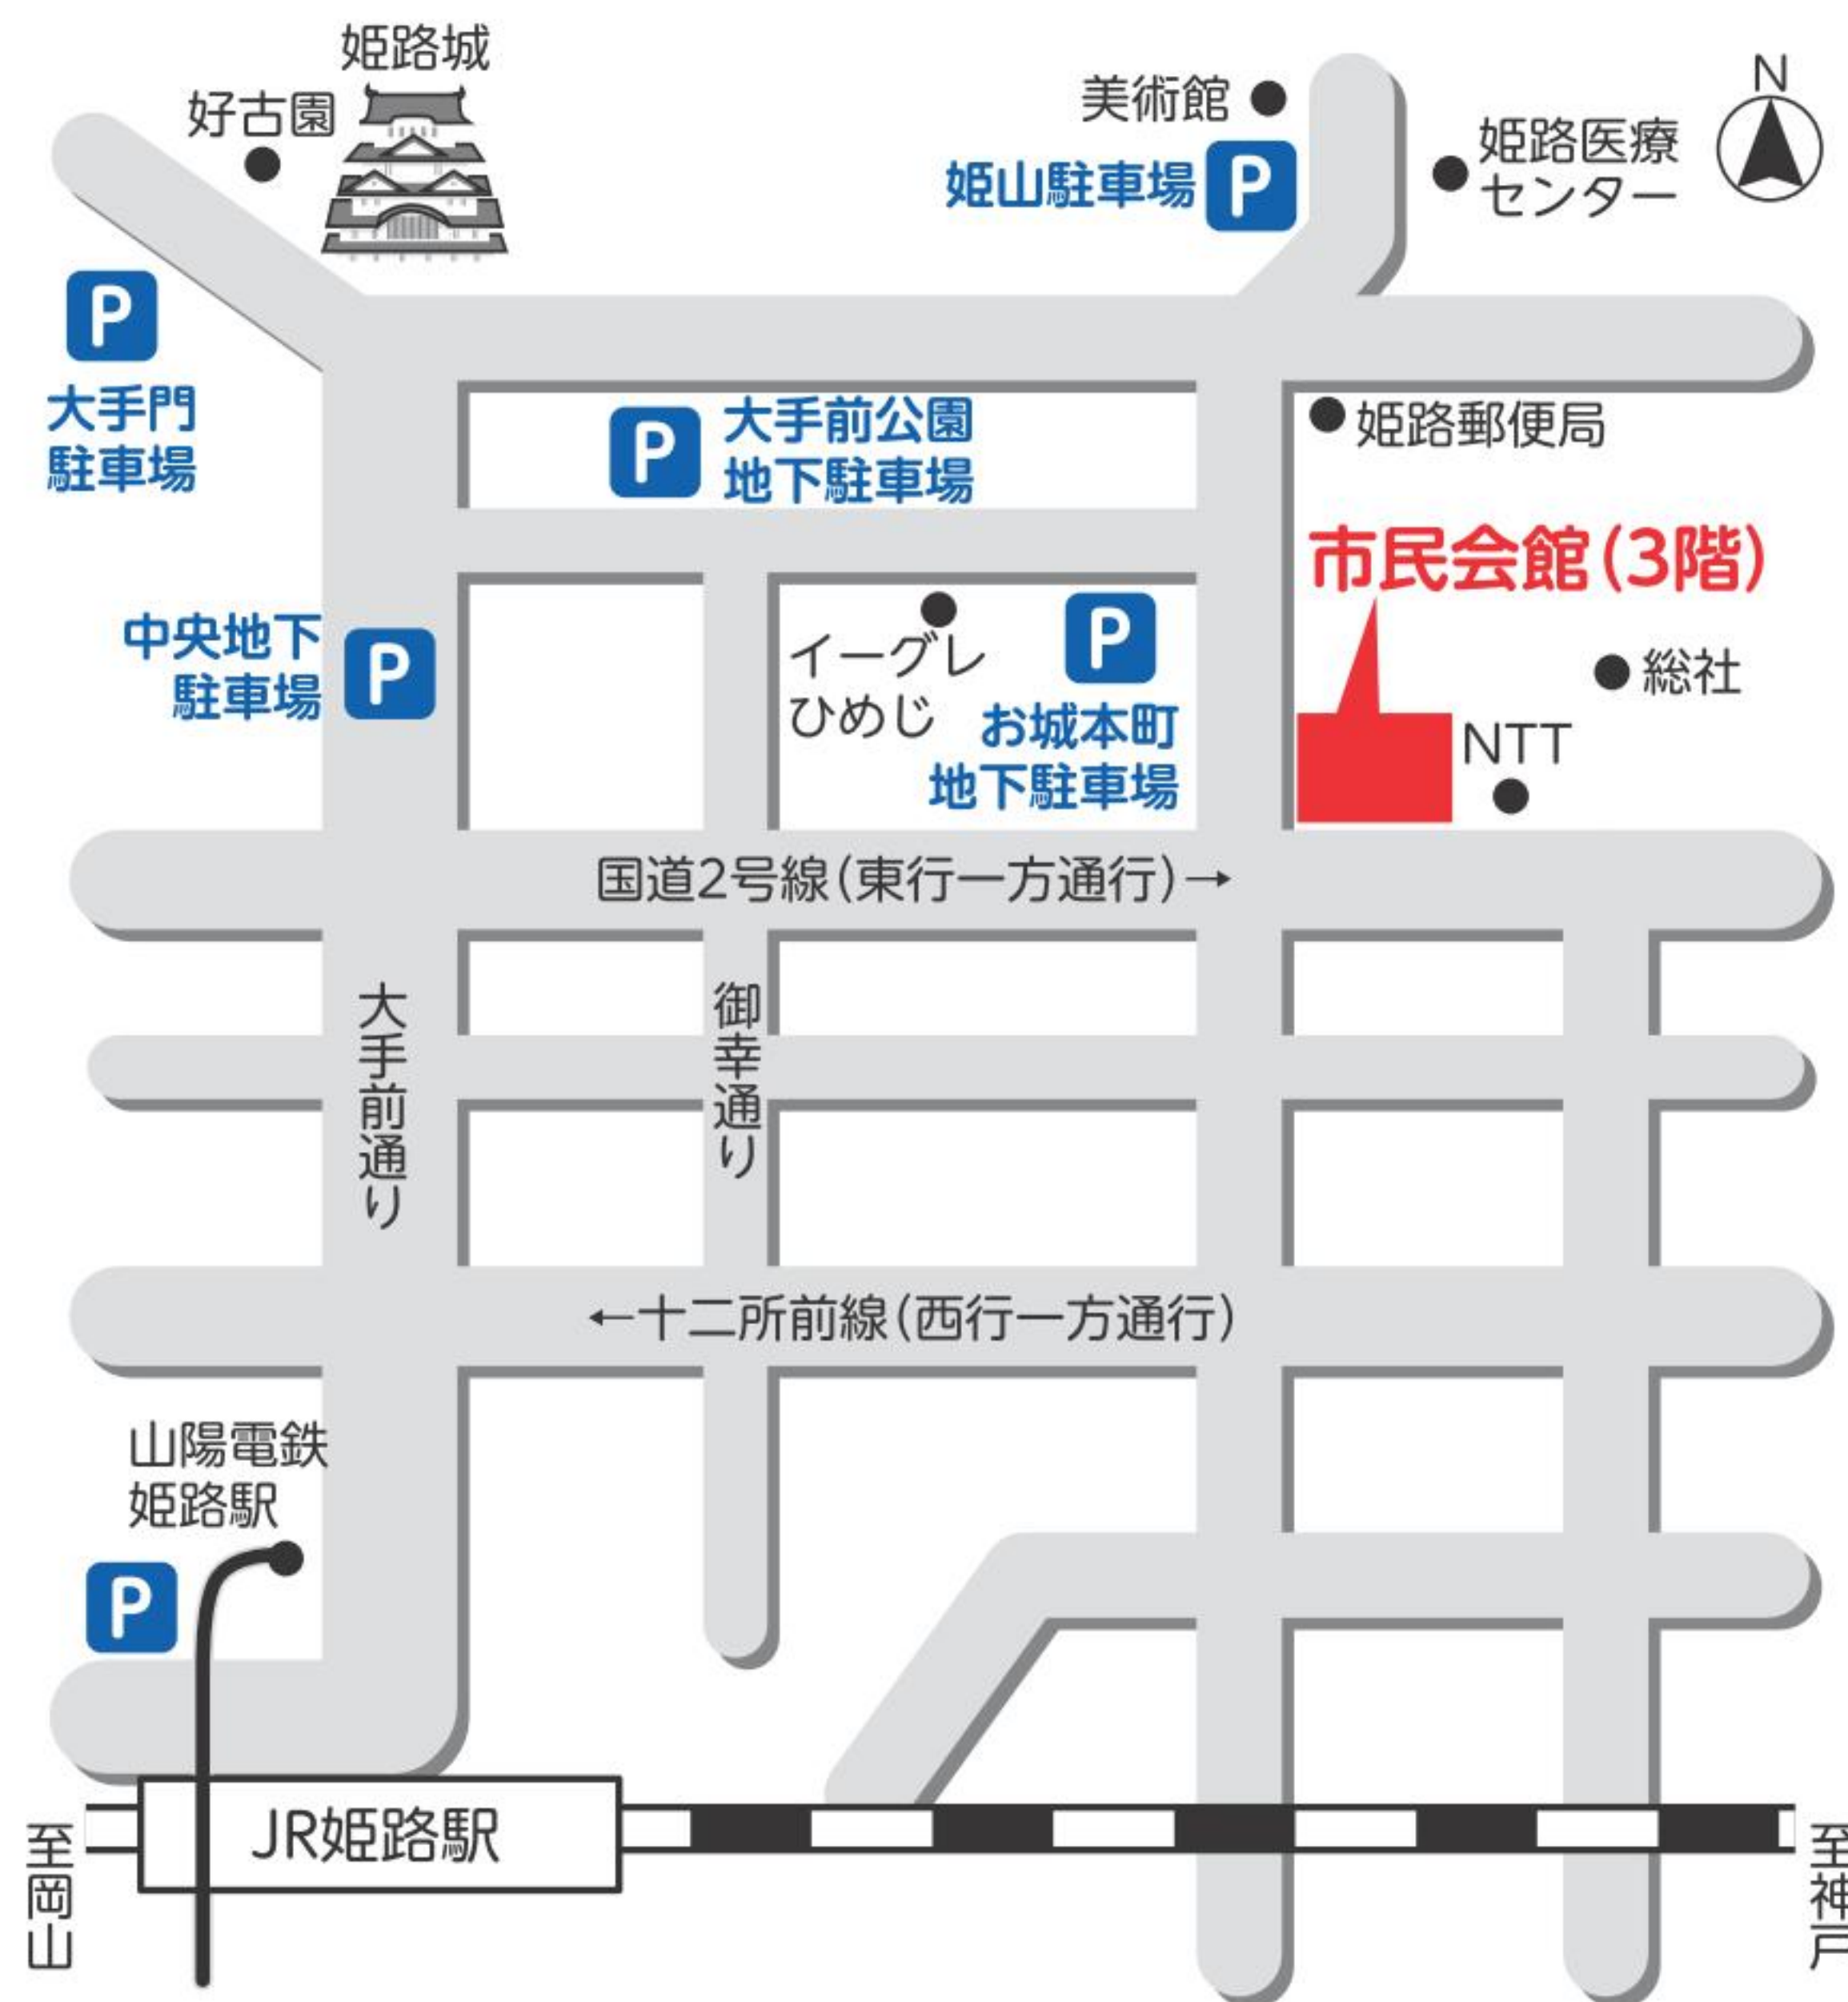 姫路城
好古園
美術館
N
姫山駐車場
P
姫路医療
センター
P
大手門
駐車場
P
大手前公園
地下駐車場
姫路郵便局
市民会館(3階)
中央地下
駐車場
P
イーグレ
ひめじ
P
お城本町
地下駐車場
総社
NTT
国道2号線(東行一方通行)→
大手前通り
御幸通り
←十二所前線(西行一方通行)
山陽電鉄
姫路駅
P
JR姫路駅
至岡山
至神戸